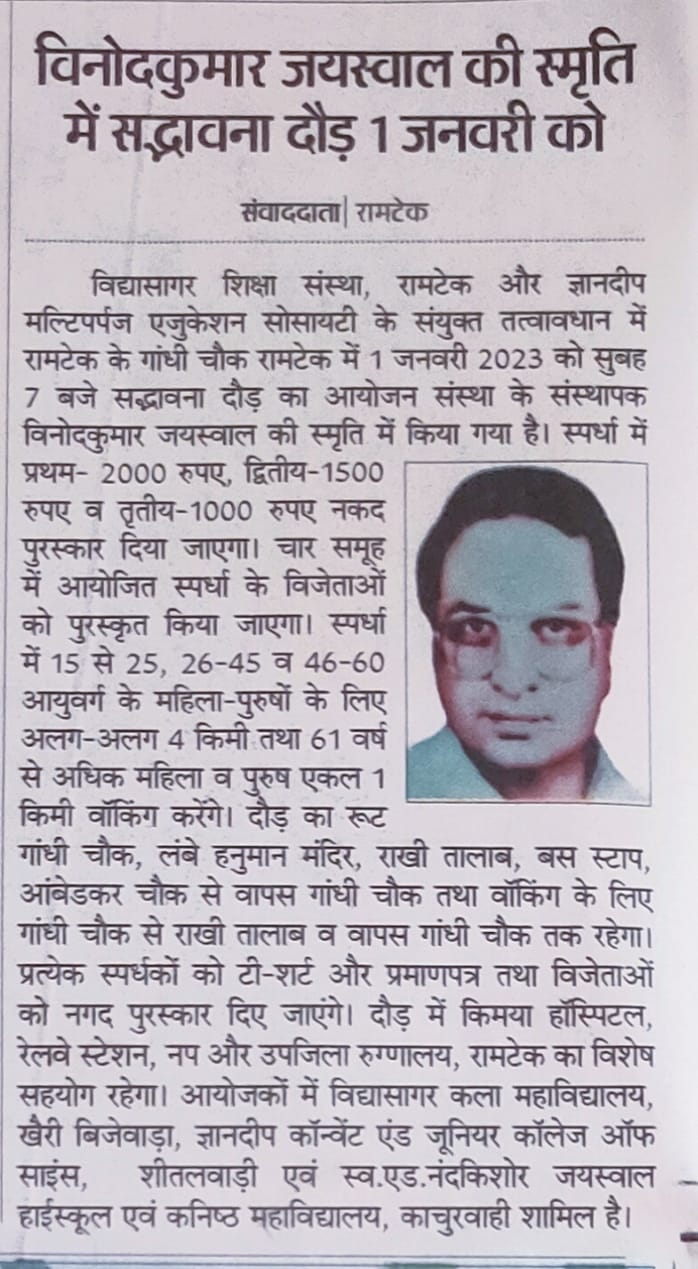 विनोदकुमार जयस्वाल की स्मृति
में सद्भावना दौड़ 1 जनवरी को
संवाददाता| रामटेक
विद्यासागर शिक्षा संस्था, रामटेक और ज्ञानदीप
मल्टिपर्पज एजुकेशन सोसायटी के संयुक्त तत्वावधान में
रामटेक के गांधी चौक रामटेक में 1 जनवरी 2023 को सुबह
7 बजे सद्भावना दौड़ का आयोजन संस्था के संस्थापक
विनोदकुमार जयस्वाल की स्मृति में किया गया है। स्पर्धा में
प्रथम- 2000 रुपए, द्वितीय-1500
रुपए व तृतीय-1000 रुपए नकद
पुरस्कार दिया जाएगा। चार समूह
में आयोजित स्पर्धा के विजेताओं
को पुरस्कृत किया जाएगा। स्पर्धा
में 15 से 25, 26-45 व 46-60
आयुवर्ग के महिला-पुरुषों के लिए
अलग-अलग 4 किमी तथा 61 वर्ष
से अधिक महिला व पुरुष एकल 1
किमी वॉकिंग करेंगे। दौड़ का रूट
गांधी चौक, लंबे हनुमान मंदिर, राखी तालाब, बस स्टाप,
आंबेडकर चौक से वापस गांधी चौक तथा वॉकिंग के लिए
गांधी चौक से राखी तालाब व वापस गांधी चौक तक रहेगा।
प्रत्येक स्पर्धकों को टी-शर्ट और प्रमाणपत्र तथा विजेताओं
को नगद पुरस्कार दिए जाएंगे। दौड़ में किमया हॉस्पिटल,
रेलवे स्टेशन, नप और उपजिला रुग्णालय, रामटेक का विशेष
सहयोग रहेगा। आयोजकों में विद्यासागर कला महाविद्यालय,
खैरी बिजेवाड़ा, ज्ञानदीप कॉन्वेंट एंड जूनियर कॉलेज ऑफ
साइंस, शीतलवाड़ी एवं स्व.एड.नंदकिशोर जयस्वाल
हाईस्कूल एवं कनिष्ठ महाविद्यालय, काचुरवाही शामिल है।